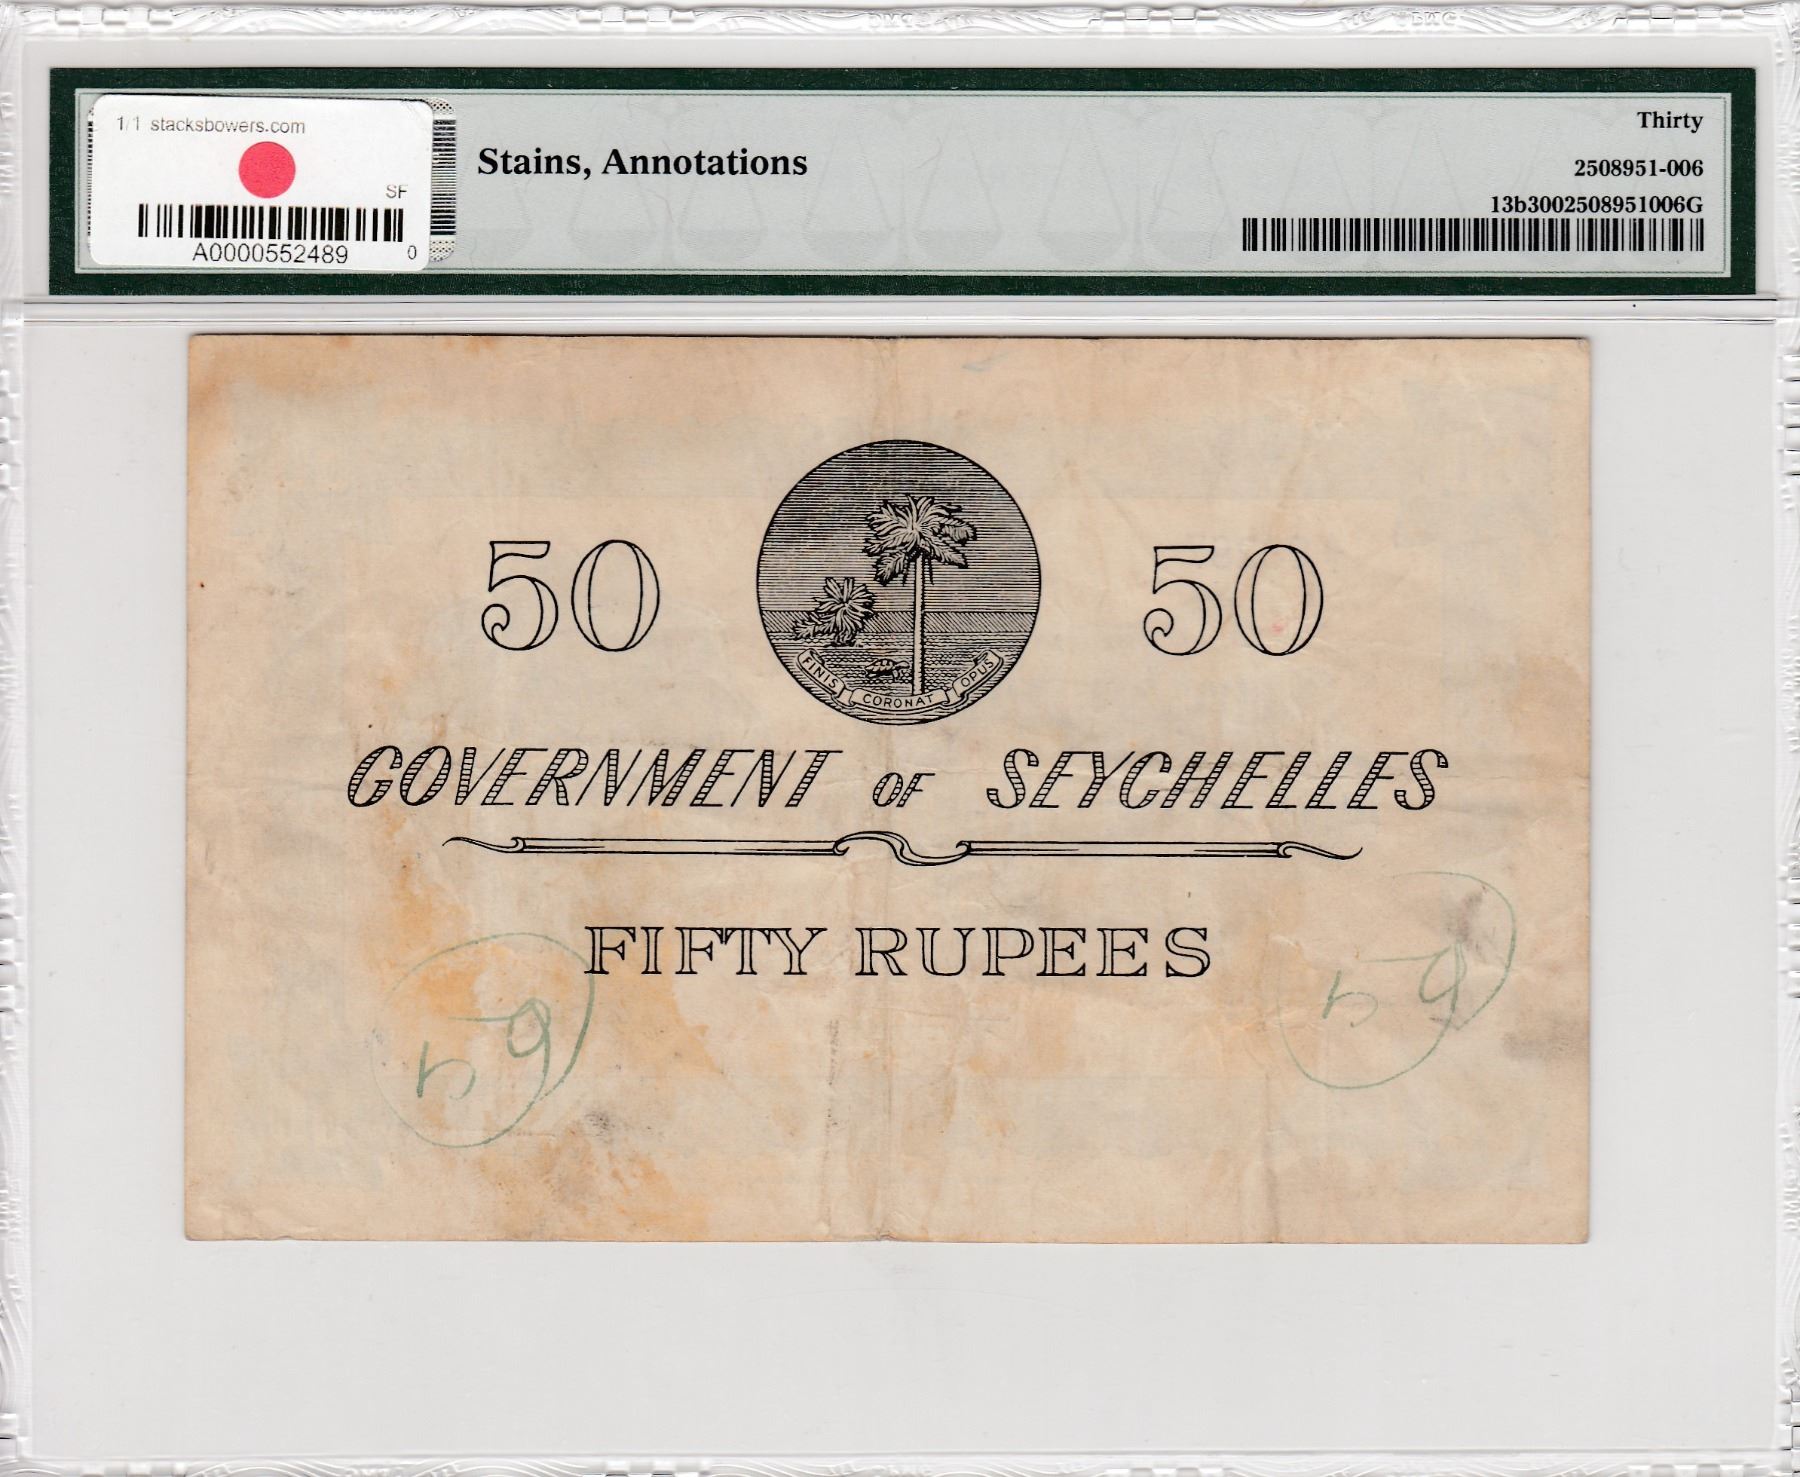 1/1 stacksbowers.com
SF
A0000552489
0
Stains, Annotations
Thirty
2508951-006
13b3002508951006G
50
50
FINIS CORONAT OPUS
GOVERNMENT OF SEYCHELLES
FIFTY RUPEES